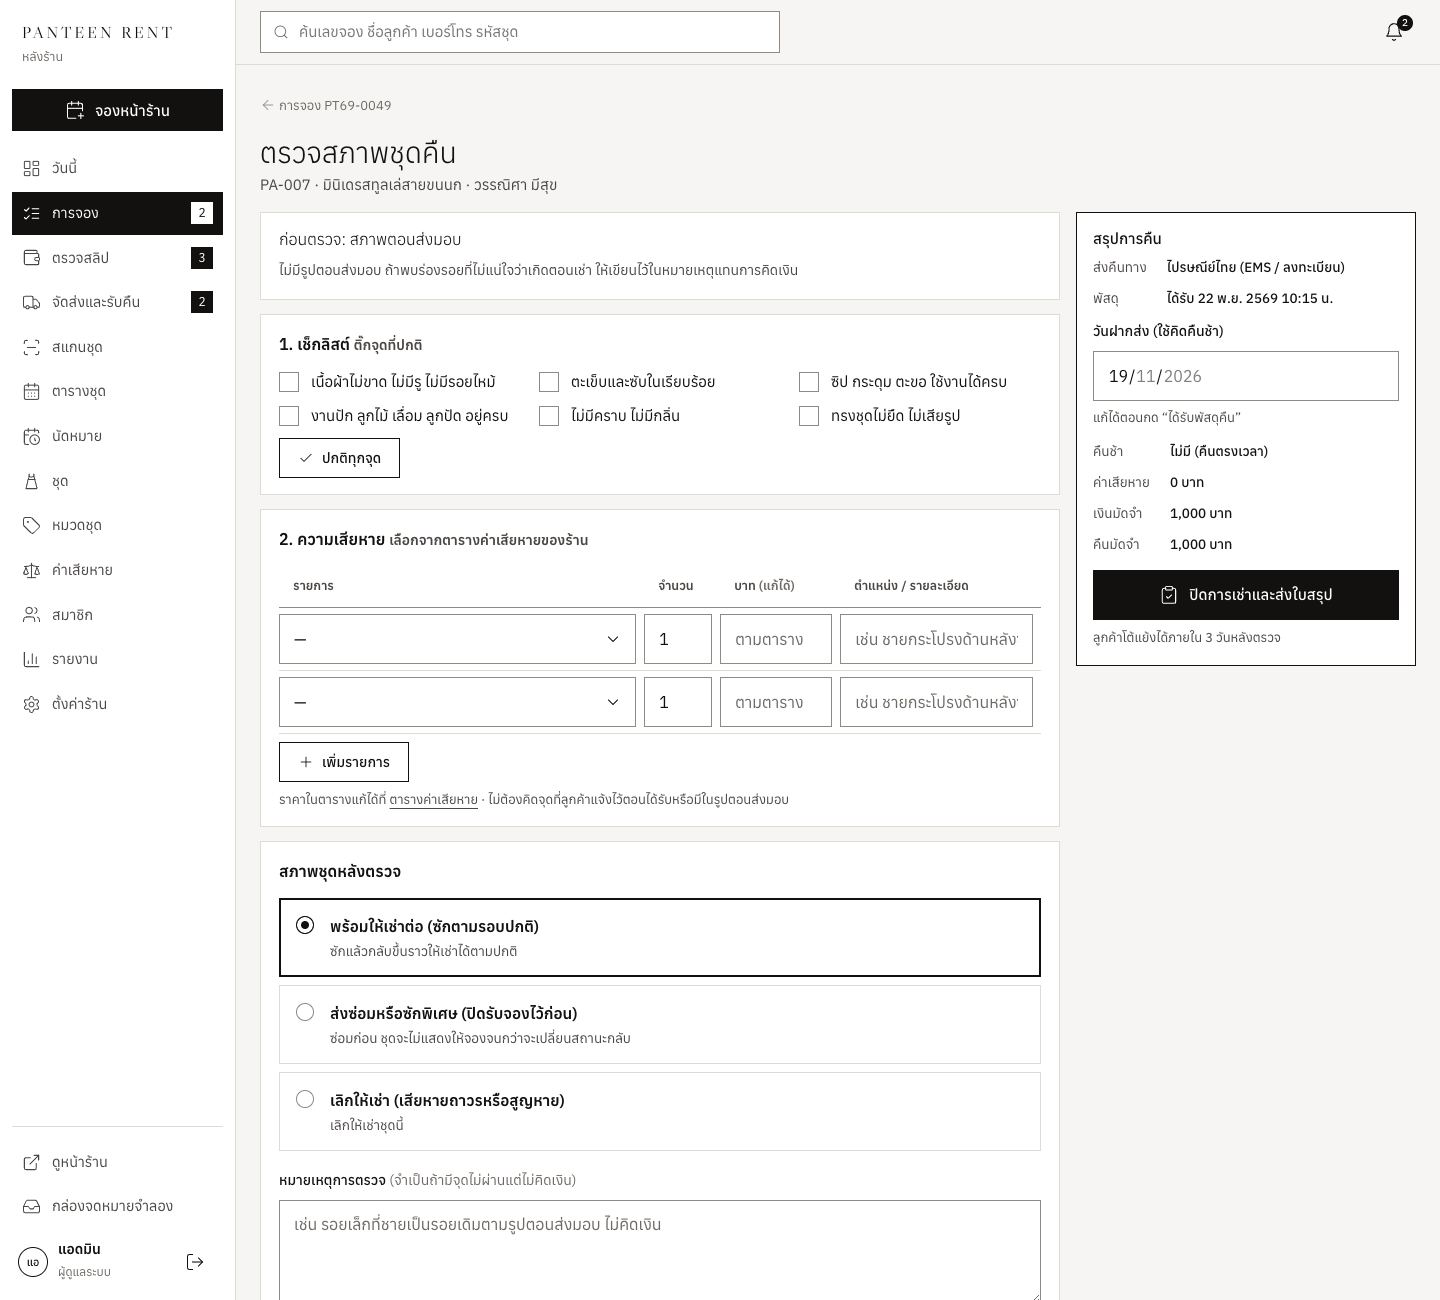 PANTEEN RENT
หลังร้าน
จองหน้าร้าน
วันนี้
การจอง 2
ตรวจสลิป 3
จัดส่งและรับคืน 2
สแกนชุด
ตารางชุด
นัดหมาย
ชุด
หมวดชุด
ค่าเสียหาย
สมาชิก
รายงาน
ตั้งค่าร้าน
ดูหน้าร้าน
กล่องจดหมายจำลอง
แอ
แอดมิน
ผู้ดูแลระบบ
ค้นเลขจอง ชื่อลูกค้า เบอร์โทร รหัสชุด
2
การจอง PT69-0049
ตรวจสภาพชุดคืน
PA-007 · มินิเดรสทูลเล่สายขนนก · วรรณิศา มีสุข
ก่อนตรวจ: สภาพตอนส่งมอบ
ไม่มีรูปตอนส่งมอบ ถ้าพบร่องรอยที่ไม่แน่ใจว่าเกิดตอนเช่า ให้เขียนไว้ในหมายเหตุแทนการคิดเงิน
1. เช็กลิสต์ ติ๊กจุดที่ปกติ
เนื้อผ้าไม่ขาด ไม่มีรู ไม่มีรอยไหม้
ตะเข็บและซับในเรียบร้อย
ซิป กระดุม ตะขอ ใช้งานได้ครบ
งานปัก ลูกไม้ เลื่อม ลูกปัด อยู่ครบ
ไม่มีคราบ ไม่มีกลิ่น
ทรงชุดไม่ยืด ไม่เสียรูป
ปกติทุกจุด
2. ความเสียหาย เลือกจากตารางค่าเสียหายของร้าน
รายการ จำนวน บาท (แก้ได้) ตำแหน่ง / รายละเอียด
— 1 ตามตาราง เช่น ชายกระโปรงด้านหลัง
— 1 ตามตาราง เช่น ชายกระโปรงด้านหลัง
เพิ่มรายการ
ราคาในตารางแก้ได้ที่ ตารางค่าเสียหาย · ไม่ต้องคิดจุดที่ลูกค้าแจ้งไว้ตอนได้รับหรือมีในรูปตอนส่งมอบ
สภาพชุดหลังตรวจ
พร้อมให้เช่าต่อ (ซักตามรอบปกติ)
ซักแล้วกลับขึ้นราวให้เช่าได้ตามปกติ
ส่งซ่อมหรือซักพิเศษ (ปิดรับจองไว้ก่อน)
ซ่อมก่อน ชุดจะไม่แสดงให้จองจนกว่าจะเปลี่ยนสถานะกลับ
เลิกให้เช่า (เสียหายถาวรหรือสูญหาย)
เลิกให้เช่าชุดนี้
หมายเหตุการตรวจ (จำเป็นถ้ามีจุดไม่ผ่านแต่ไม่คิดเงิน)
เช่น รอยเล็กที่ชายเป็นรอยเดิมตามรูปตอนส่งมอบ ไม่คิดเงิน
สรุปการคืน
ส่งคืนทาง ไปรษณีย์ไทย (EMS / ลงทะเบียน)
พัสดุ ได้รับ 22 พ.ย. 2569 10:15 น.
วันฝากส่ง (ใช้คิดคืนช้า)
19/11/2026
แก้ได้ตอนกด “ได้รับพัสดุคืน”
คืนช้า ไม่มี (คืนตรงเวลา)
ค่าเสียหาย 0 บาท
เงินมัดจำ 1,000 บาท
คืนมัดจำ 1,000 บาท
ปิดการเช่าและส่งใบสรุป
ลูกค้าโต้แย้งได้ภายใน 3 วันหลังตรวจ